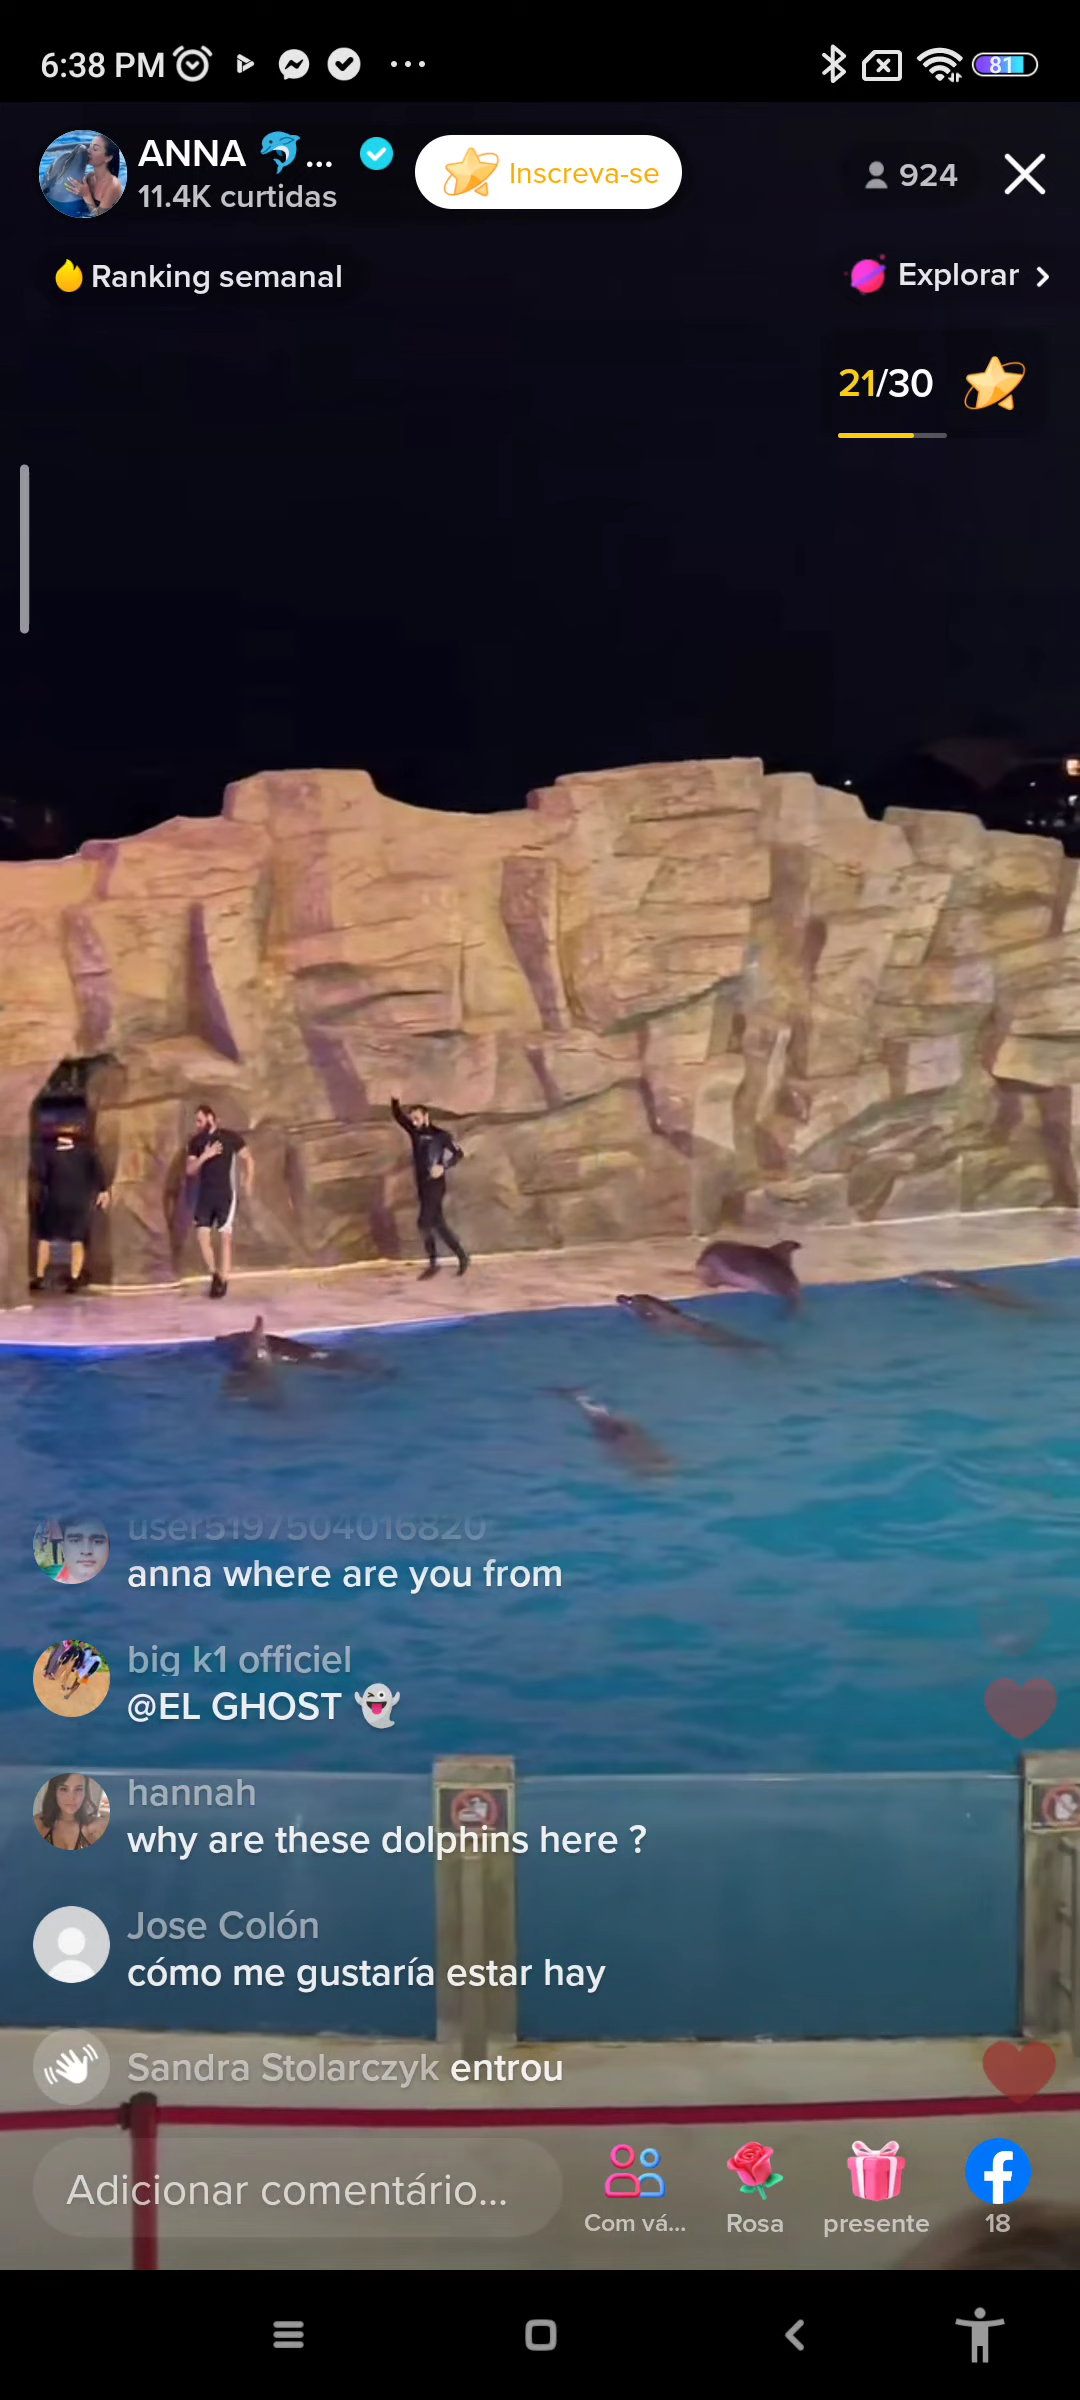 6:38 PM
81
ANNA 🐬...
11.4K curtidas
Inscreva-se
924
Ranking semanal
Explorar
21/30
user5197504016820
anna where are you from
big k1 officiel
@EL GHOST 👻
hannah
why are these dolphins here ?
Jose Colón
cómo me gustaría estar hay
Sandra Stolarczyk entrou
Adicionar comentário...
Com vá...
Rosa
presente
18